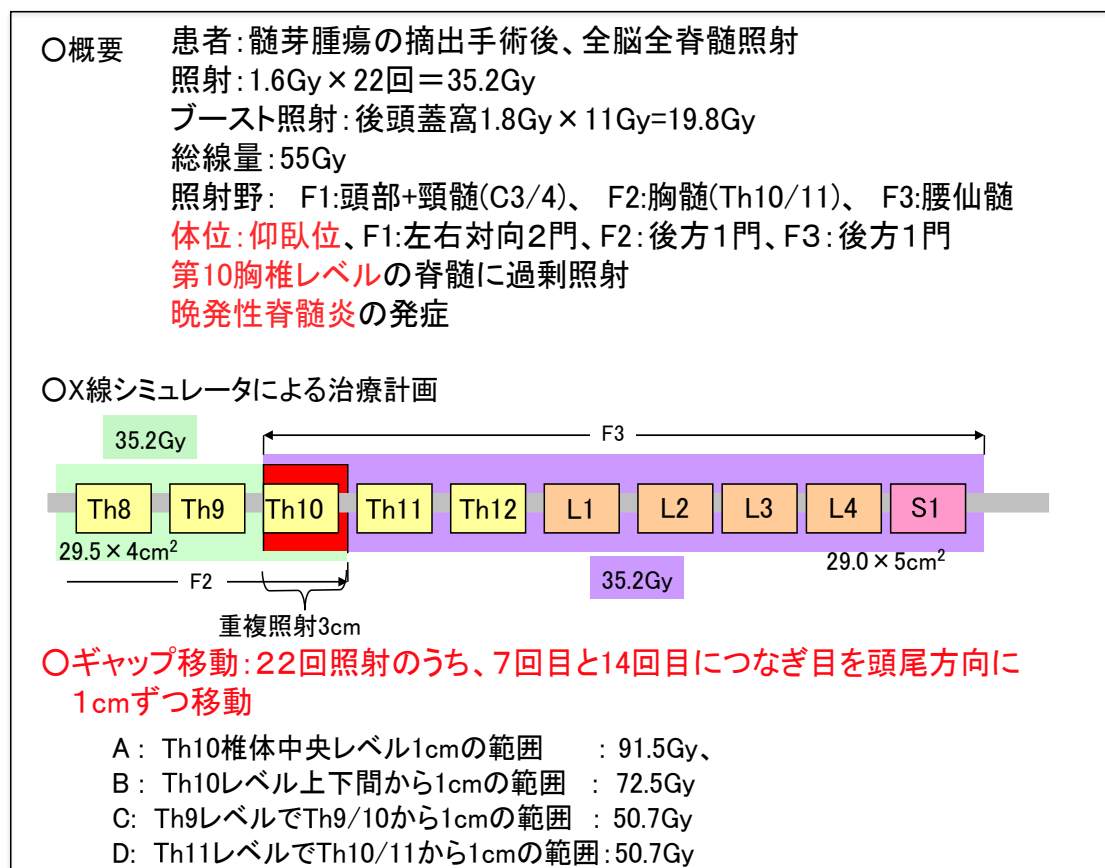 〇概要 患者:髄芽腫瘍の摘出手術後、全脳全脊髄照射
照射:1.6Gy×22回＝35.2Gy
ブースト照射:後頭蓋窩1.8Gy×11Gy=19.8Gy
総線量:55Gy
照射野: F1:頭部+頸髄(C3/4)、 F2:胸髄(Th10/11)、 F3:腰仙髄
体位:仰臥位、F1:左右対向2門、F2:後方1門、F3:後方1門
第10胸椎レベルの脊髄に過剰照射
晩発性脊髄炎の発症
〇X線シミュレータによる治療計画
35.2Gy
F3
Th8 Th9 Th10 Th11 Th12 L1 L2 L3 L4 S1
29.5×4cm² 29.0×5cm²
F2 35.2Gy
重複照射3cm
〇ギャップ移動:22回照射のうち、7回目と14回目につなぎ目を頭尾方向に
1cmずつ移動
A: Th10椎体中央レベル1cmの範囲 : 91.5Gy、
B: Th10レベル上下間から1cmの範囲 : 72.5Gy
C: Th9レベルでTh9/10から1cmの範囲 : 50.7Gy
D: Th11レベルでTh10/11から1cmの範囲:50.7Gy